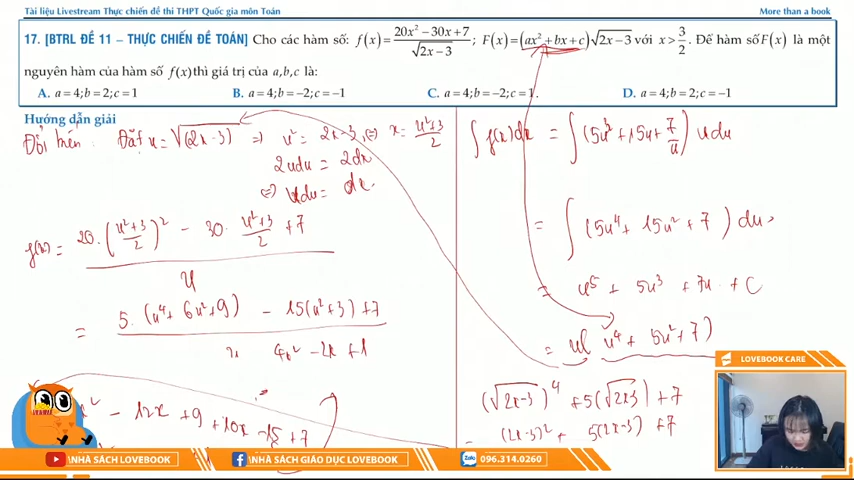 Tài liệu Livestream Thực chiến đề thi THPT Quốc gia môn Toán
More than a book
17. [BTRL ĐỀ 11 – THỰC CHIẾN ĐỀ TOÁN] Cho các hàm số: f(x) = (20x² − 30x + 7)/√(2x − 3); F(x) = (ax² + bx + c)√(2x − 3) với x > 3/2. Để hàm số F(x) là một
nguyên hàm của hàm số f(x) thì giá trị của a, b, c là:
A. a = 4; b = 2; c = 1
B. a = 4; b = −2; c = −1
C. a = 4; b = −2; c = 1.
D. a = 4; b = 2; c = −1
Hướng dẫn giải
Đổi biến: Đặt u = √(2x − 3) ⇒ u² = 2x − 3 ⇔ x = (u² + 3)/2
2udu = 2dx
⇔ udu = dx
f(x) = (20·((u² + 3)/2)² − 30·(u² + 3)/2 + 7)/u
= (5·(u⁴ + 6u² + 9) − 15(u² + 3) + 7)/u
4x² − 2x + 1
− 12x + 9 + 10x − 15 + 7
∫ f(x)dx = ∫ (5u³ + 15u + 7/u) udu
= ∫ (5u⁴ + 15u² + 7) du
= u⁵ + 5u³ + 7u + C
= u(u⁴ + 5u² + 7)
(√(2x − 3))⁴ + 5(√(2x − 3)) + 7
= (2x − 3)² + 5(2x − 3) + 7
LOVEBOOK CARE
NHÀ SÁCH LOVEBOOK
NHÀ SÁCH GIÁO DỤC LOVEBOOK
Zalo
096.314.0260